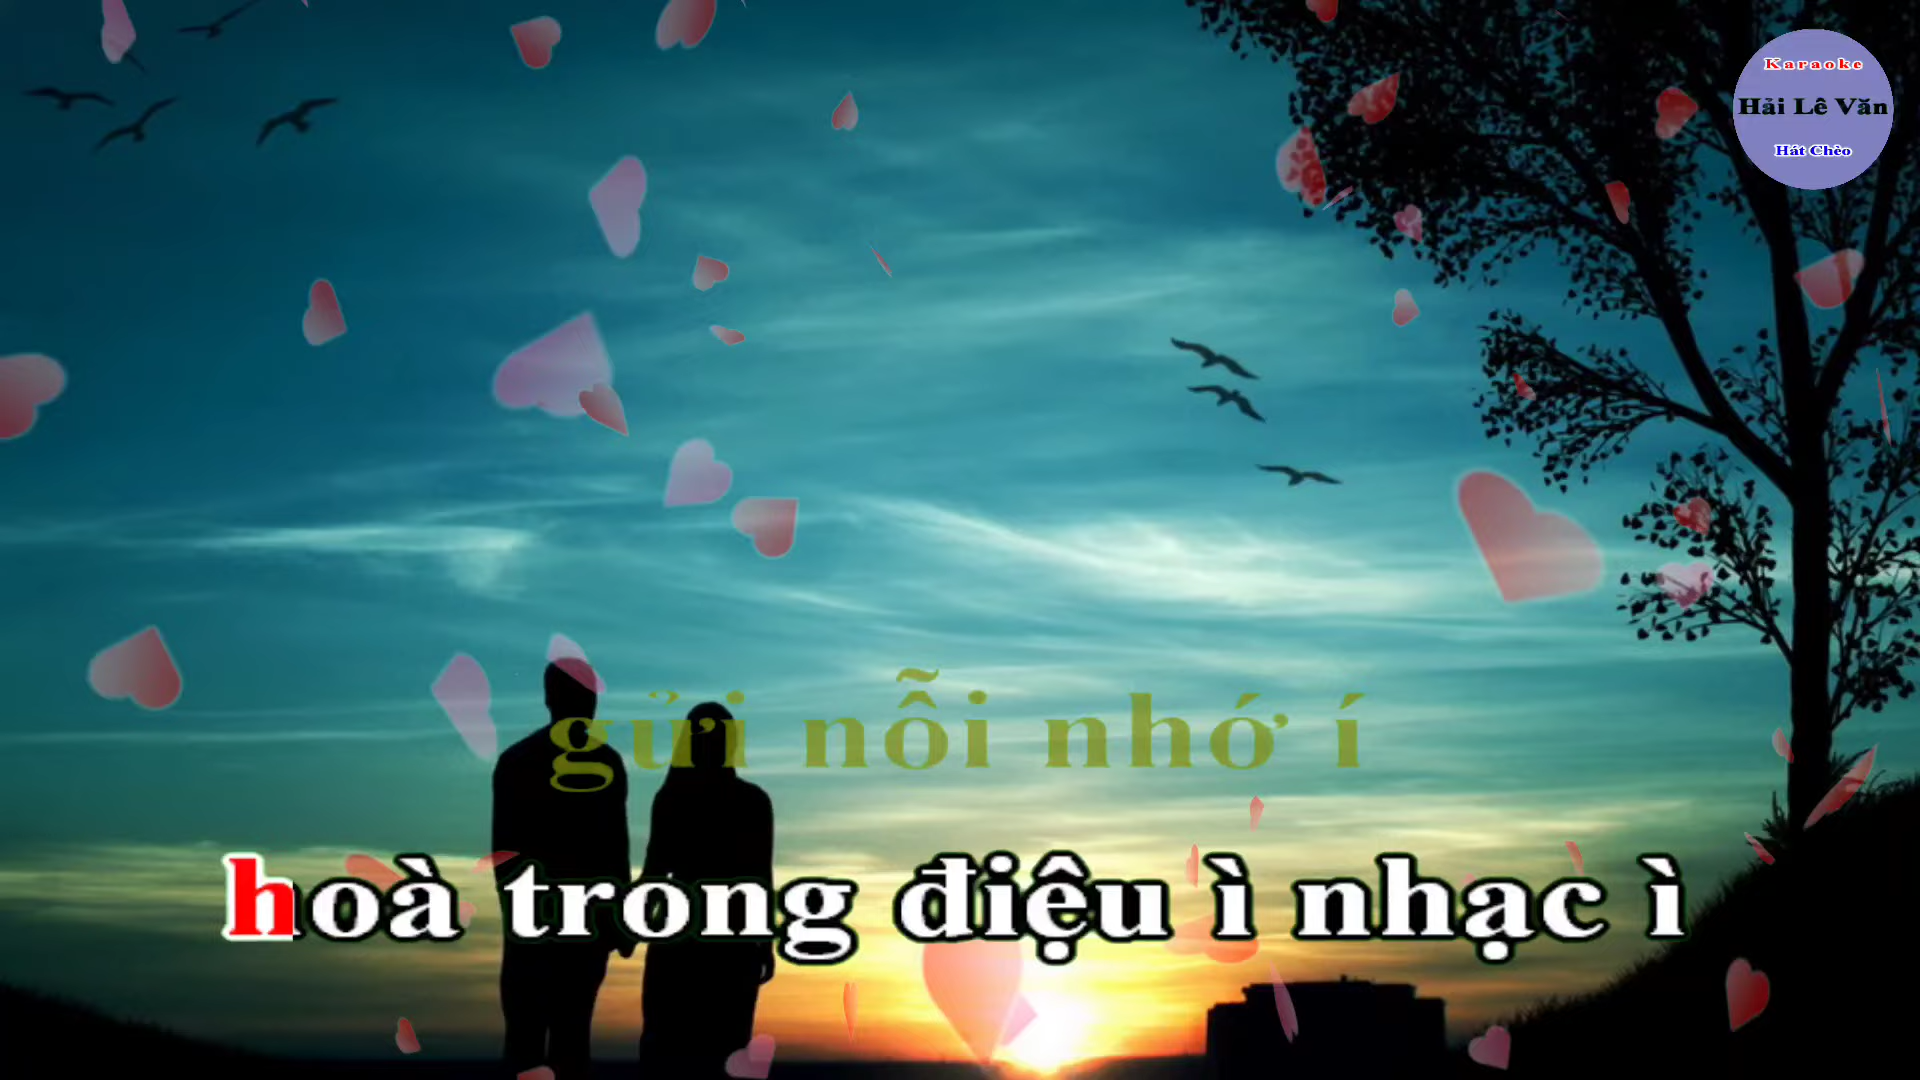 Karaoke
Hải Lê Văn
Hát Chèo
gửi nỗi nhớ í
hoà trong điệu ì nhạc ì